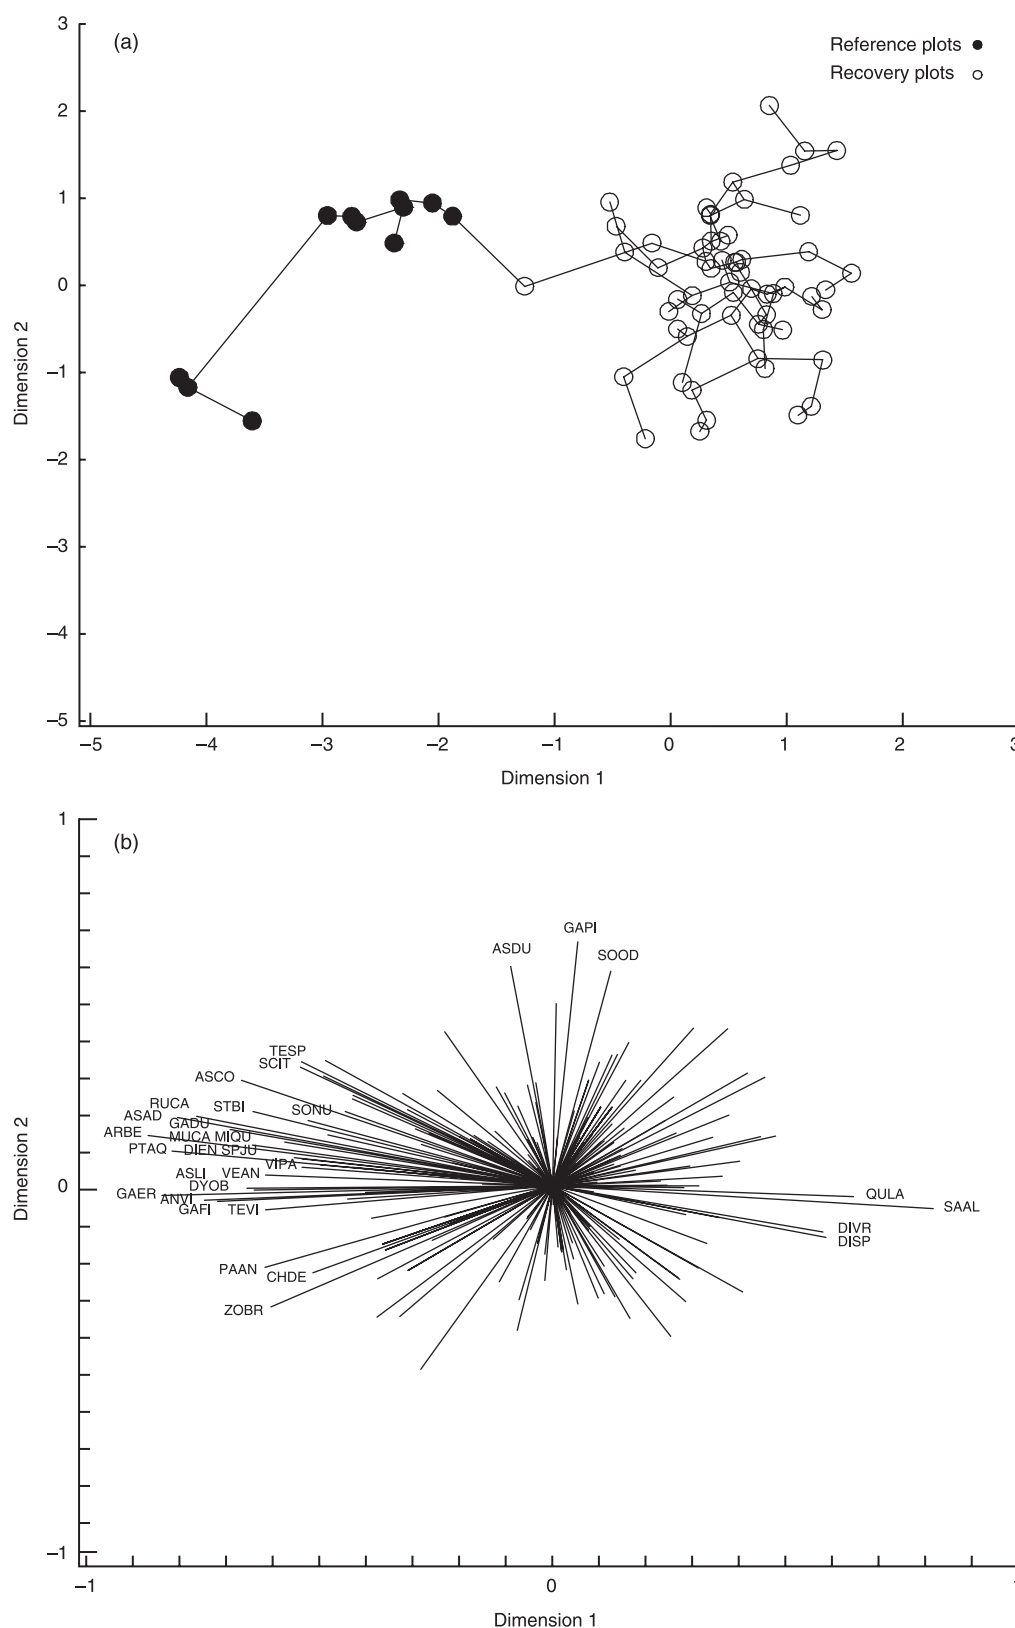 3
(a)
Reference plots
Recovery plots
2
1
0
–1
–2
–3
–4
–5
Dimension 2
–5 –4 –3 –2 –1 0 1 2 3
Dimension 1
1
(b)
GAPI
ASDU
SOOD
TESP
SCIT
ASCO
RUCA STBI SONU
ASAD GADU
ARBE MUCA MIQU
PTAQ DIEN SPJU
VIPA
ASLI VEAN
0 DYOB
GAER ANVI QULA
GAFI TEVI SAAL
DIVR
DISP
PAAN
CHDE
ZOBR
Dimension 2
–1
–1 0 1
Dimension 1